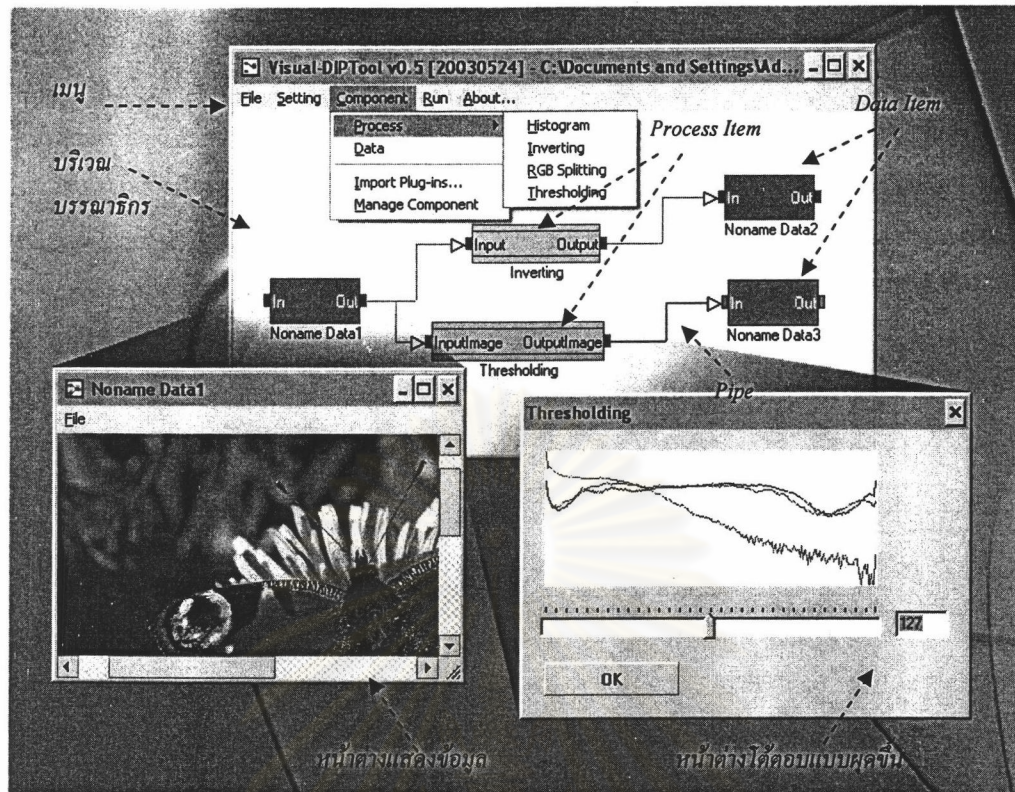 Visual-DIPTool v0.5 [20030524] - C:\Documents and Settings\Ad...
เมนู
File Setting Component Run About...
Data Item
Process
Data
Import Plug-ins...
Manage Component
Histogram
Inverting
RGB Splitting
Thresholding
Process Item
บริเวณ
บรรณาธิกร
In Out
Noname Data2
Input Output
Inverting
In Out
Noname Data1
In Out
Noname Data3
InputImage OutputImage
Thresholding
Pipe
Noname Data1
File
Thresholding
127
OK
หน้าต่างแสดงข้อมูล
หน้าต่างโต้ตอบแบบผุดขึ้น